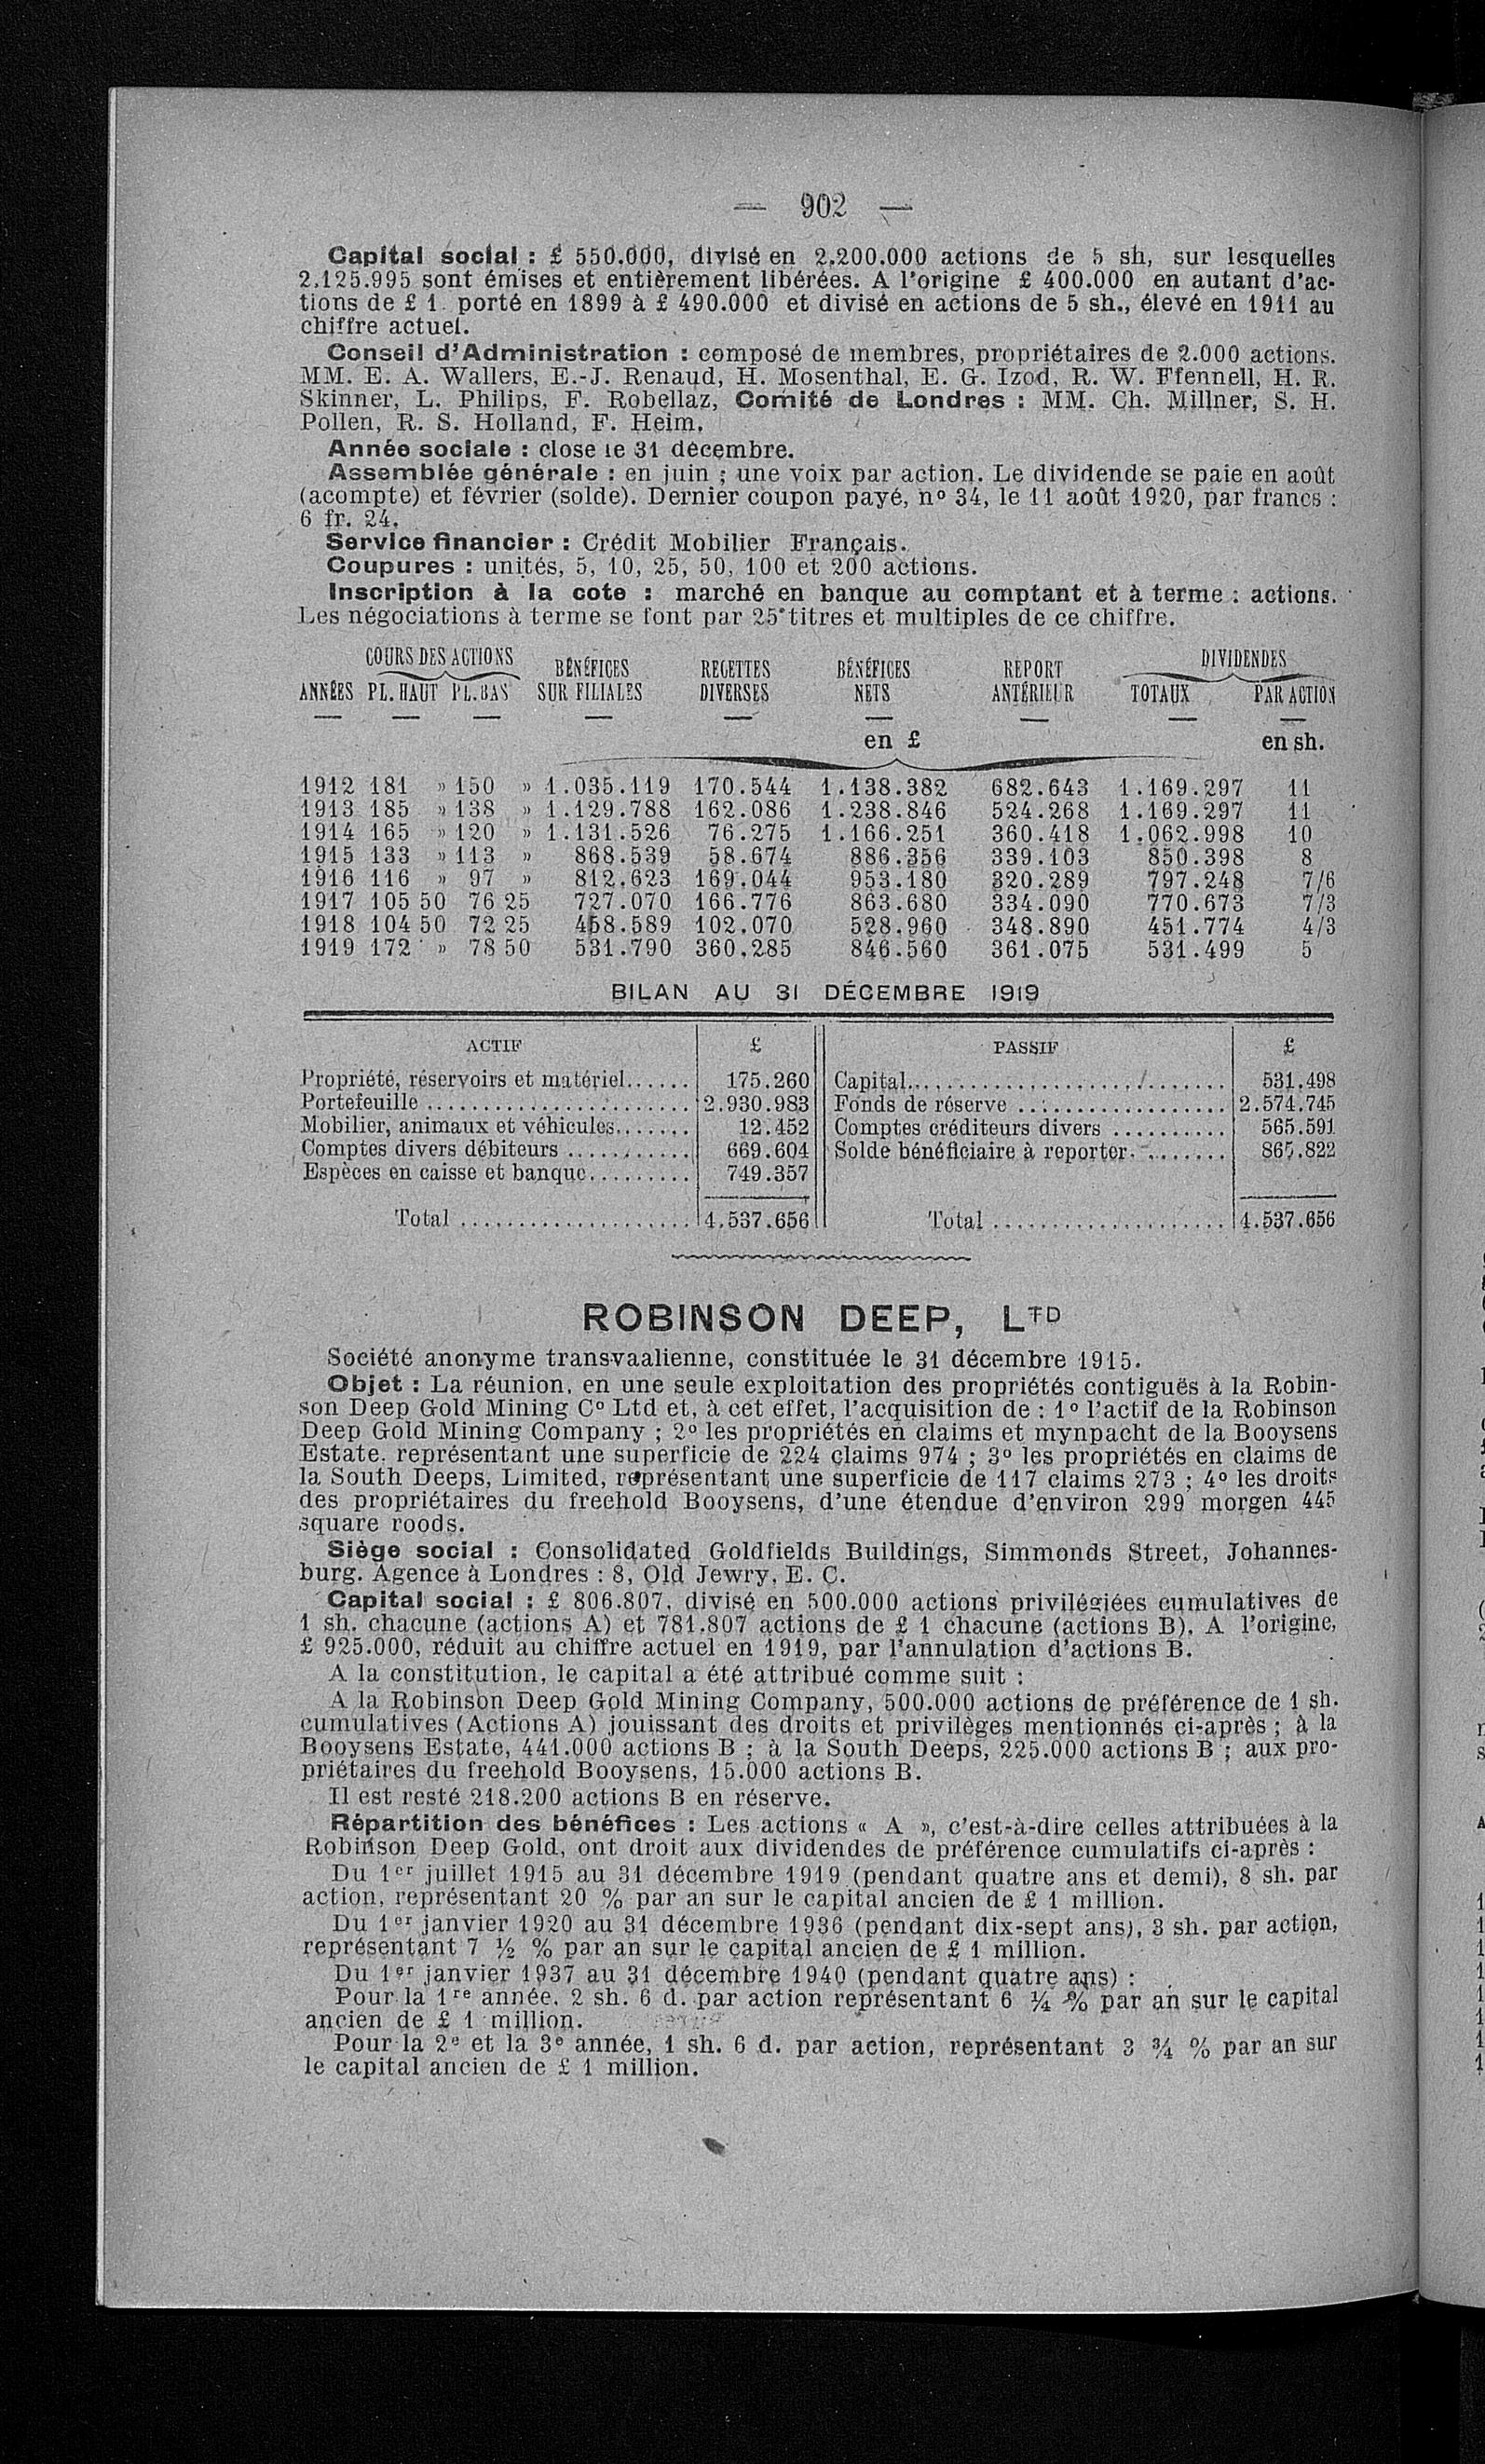 — 902 —
Capital social : £ 550.000, divisé en 2.200.000 actions de 5 sh, sur lesquelles
2.125.995 sont émises et entièrement libérées. A l'origine £ 400.000 en autant d'ac-
tions de £ 1. porté en 1899 à £ 490.000 et divisé en actions de 5 sh., élevé en 1911 au
chiffre actuel.
Conseil d'Administration : composé de membres, propriétaires de 2.000 actions.
MM. E. A. Wallers, E.-J. Renaud, H. Mosenthal, E. G. Izod, R. W. Ffennell, H. R.
Skinner, L. Philips, F. Robellaz, Comité de Londres : MM. Ch. Millner, S. H.
Pollen, R. S. Holland, F. Heim.
Année sociale : close le 31 décembre.
Assemblée générale : en juin ; une voix par action. Le dividende se paie en août
(acompte) et février (solde). Dernier coupon payé, nº 34, le 11 août 1920, par francs :
6 fr. 24.
Service financier : Crédit Mobilier Français.
Coupures : unités, 5, 10, 25, 50, 100 et 200 actions.
Inscription à la cote : marché en banque au comptant et à terme : actions.
Les négociations à terme se font par 25 titres et multiples de ce chiffre.
COURS DES ACTIONS BÉNÉFICES RECETTES BÉNÉFICES REPORT DIVIDENDES
ANNÉES PL. HAUT PL. BAS SUR FILIALES DIVERSES NETS ANTÉRIEUR TOTAUX PAR ACTION
en £ en sh.
1912 181 » 150 » 1.035.119 170.544 1.138.382 682.643 1.169.297 11
1913 185 » 138 » 1.129.788 162.086 1.238.846 524.268 1.169.297 11
1914 165 » 120 » 1.131.526 76.275 1.166.251 360.418 1.062.998 10
1915 133 » 113 » 868.539 58.674 886.356 339.103 850.398 8
1916 116 » 97 » 812.623 169.044 953.180 320.289 797.248 7/6
1917 105 50 76 25 727.070 166.776 863.680 334.090 770.673 7/3
1918 104 50 72 25 458.589 102.070 528.960 348.890 451.774 4/3
1919 172 » 78 50 531.790 360.285 846.560 361.075 531.499 5
BILAN AU 31 DÉCEMBRE 1919
ACTIF £ PASSIF £
Propriété, réservoirs et matériel...... 175.260 Capital............................ 531.498
Portefeuille ....................... 2.930.983 Fonds de réserve .................. 2.574.745
Mobilier, animaux et véhicules....... 12.452 Comptes créditeurs divers .......... 565.591
Comptes divers débiteurs ........... 669.604 Solde bénéficiaire à reporter........ 865.822
Espèces en caisse et banque......... 749.357
Total .................... 4.537.656 Total .................... 4.537.656
ROBINSON DEEP, LTD
Société anonyme transvaalienne, constituée le 31 décembre 1915.
Objet : La réunion, en une seule exploitation des propriétés contiguës à la Robin-
son Deep Gold Mining Cº Ltd et, à cet effet, l'acquisition de : 1º l'actif de la Robinson
Deep Gold Mining Company ; 2º les propriétés en claims et mynpacht de la Booysens
Estate, représentant une superficie de 224 claims 974 ; 3º les propriétés en claims de
la South Deeps, Limited, représentant une superficie de 117 claims 273 ; 4º les droits
des propriétaires du freehold Booysens, d'une étendue d'environ 299 morgen 445
square roods.
Siège social : Consolidated Goldfields Buildings, Simmonds Street, Johannes-
burg. Agence à Londres : 8, Old Jewry, E. C.
Capital social : £ 806.807, divisé en 500.000 actions privilégiées cumulatives de
1 sh. chacune (actions A) et 781.807 actions de £ 1 chacune (actions B). A l'origine,
£ 925.000, réduit au chiffre actuel en 1919, par l'annulation d'actions B.
A la constitution, le capital a été attribué comme suit :
A la Robinson Deep Gold Mining Company, 500.000 actions de préférence de 1 sh.
cumulatives (Actions A) jouissant des droits et privilèges mentionnés ci-après ; à la
Booysens Estate, 441.000 actions B ; à la South Deeps, 225.000 actions B ; aux pro-
priétaires du freehold Booysens, 15.000 actions B.
Il est resté 218.200 actions B en réserve.
Répartition des bénéfices : Les actions « A », c'est-à-dire celles attribuées à la
Robinson Deep Gold, ont droit aux dividendes de préférence cumulatifs ci-après :
Du 1er juillet 1915 au 31 décembre 1919 (pendant quatre ans et demi), 8 sh. par
action, représentant 20 % par an sur le capital ancien de £ 1 million.
Du 1er janvier 1920 au 31 décembre 1936 (pendant dix-sept ans), 3 sh. par action,
représentant 7 ½ % par an sur le capital ancien de £ 1 million.
Du 1er janvier 1937 au 31 décembre 1940 (pendant quatre ans) :
Pour la 1re année, 2 sh. 6 d. par action représentant 6 ¼ % par an sur le capital
ancien de £ 1 million.
Pour la 2e et la 3e année, 1 sh. 6 d. par action, représentant 3 ¾ % par an sur
le capital ancien de £ 1 million.